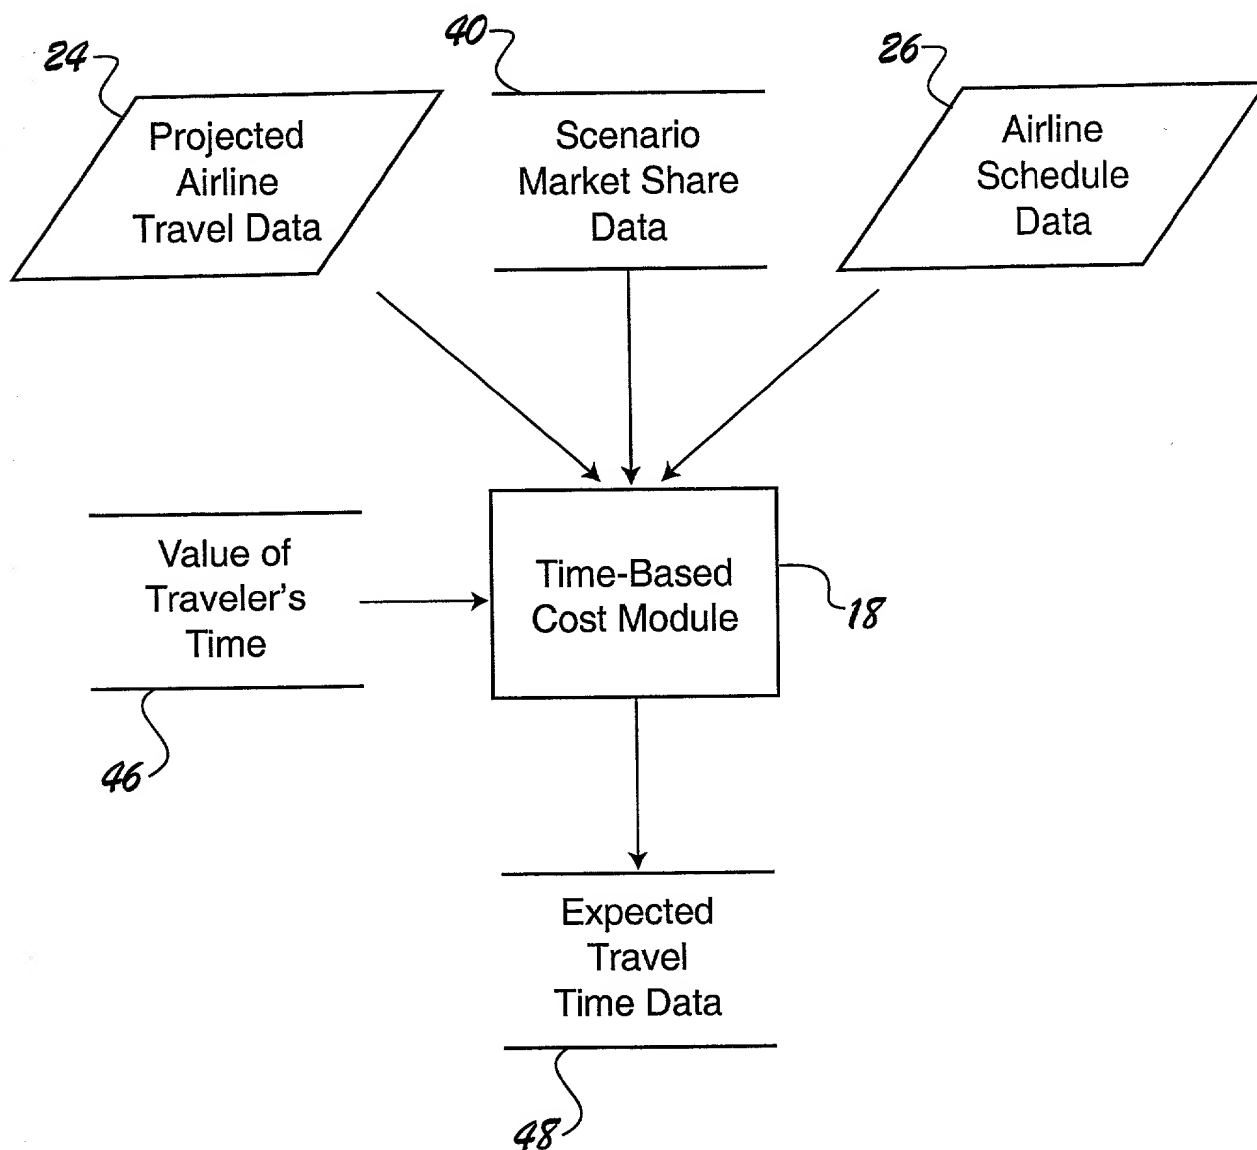 24
Projected
Airline
Travel Data
40
Scenario
Market Share
Data
26
Airline
Schedule
Data
Value of
Traveler's
Time
46
Time-Based
Cost Module
18
Expected
Travel
Time Data
48